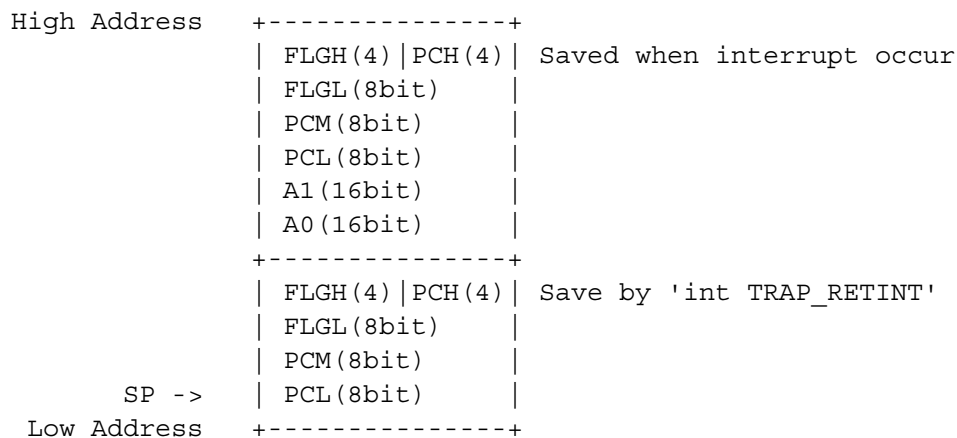 High Address   +---------------+
               | FLGH(4)|PCH(4)| Saved when interrupt occur
               | FLGL(8bit)    |
               | PCM(8bit)     |
               | PCL(8bit)     |
               | A1(16bit)     |
               | A0(16bit)     |
               +---------------+
               | FLGH(4)|PCH(4)| Save by 'int TRAP_RETINT'
               | FLGL(8bit)    |
               | PCM(8bit)     |
       SP ->   | PCL(8bit)     |
 Low Address   +---------------+